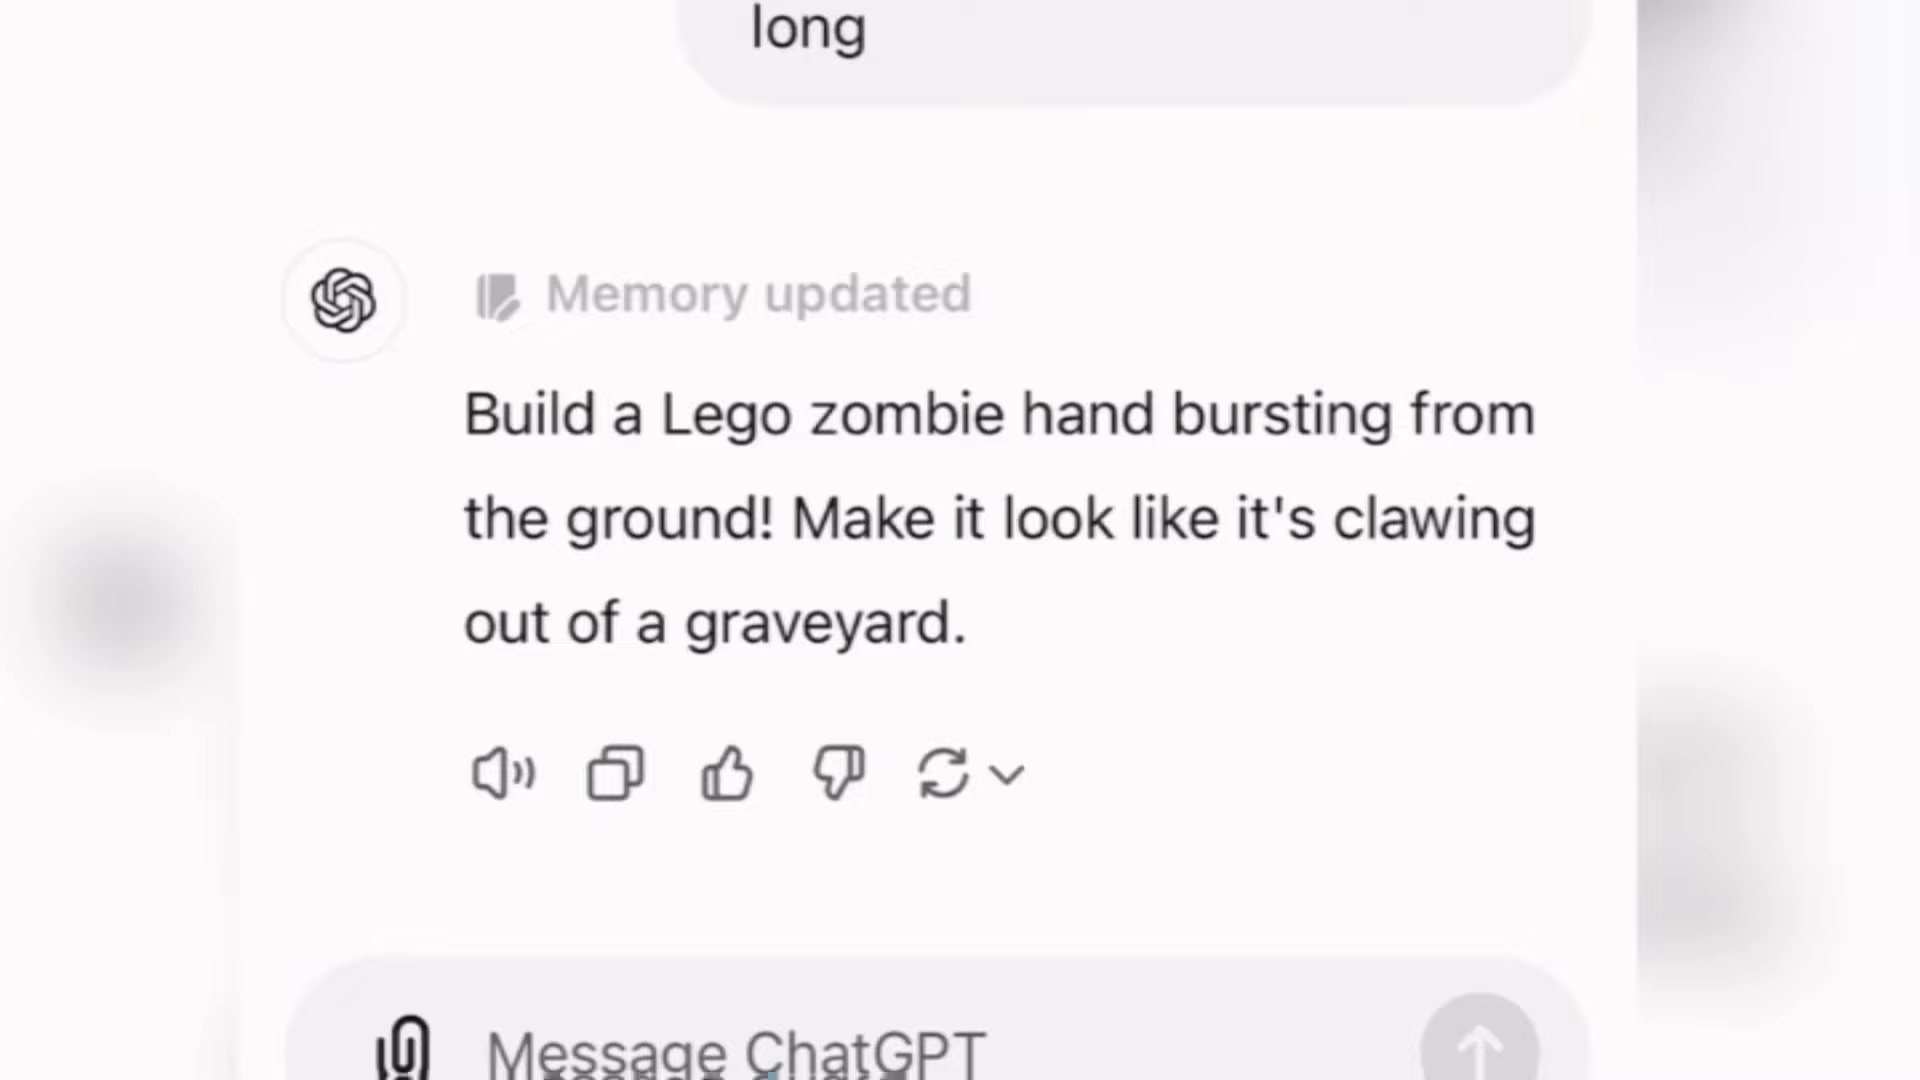 long
Memory updated
Build a Lego zombie hand bursting from
the ground! Make it look like it's clawing
out of a graveyard.
Message ChatGPT